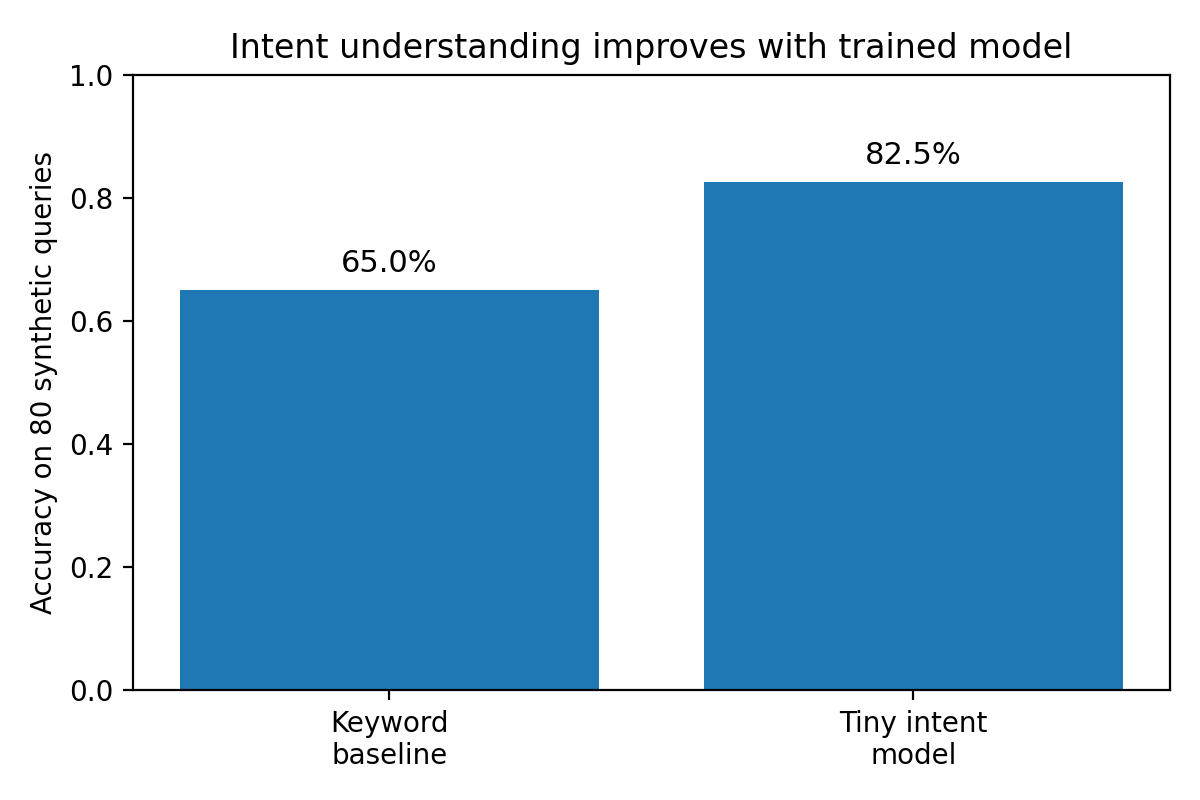 Intent understanding improves with trained model
1.0
0.8
0.6
0.4
0.2
0.0
Accuracy on 80 synthetic queries
65.0%
82.5%
Keyword
baseline
Tiny intent
model